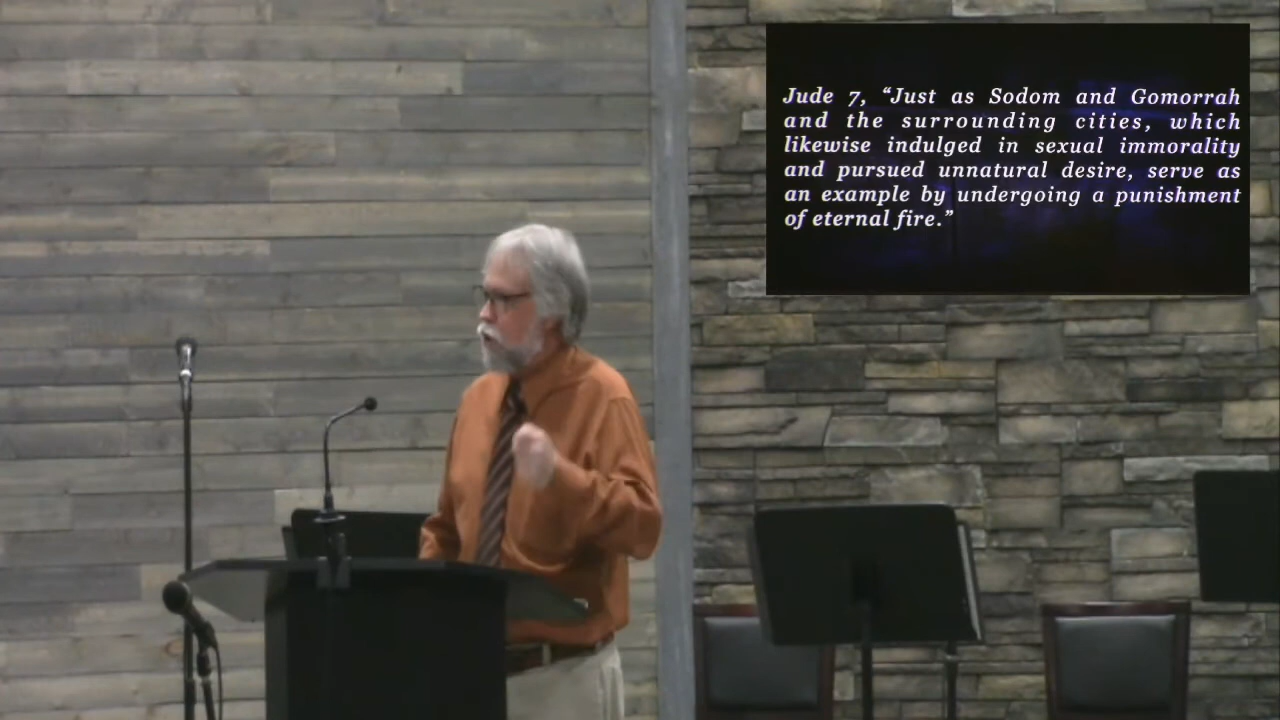 Jude 7, “Just as Sodom and Gomorrah
and the surrounding cities, which
likewise indulged in sexual immorality
and pursued unnatural desire, serve as
an example by undergoing a punishment
of eternal fire.”